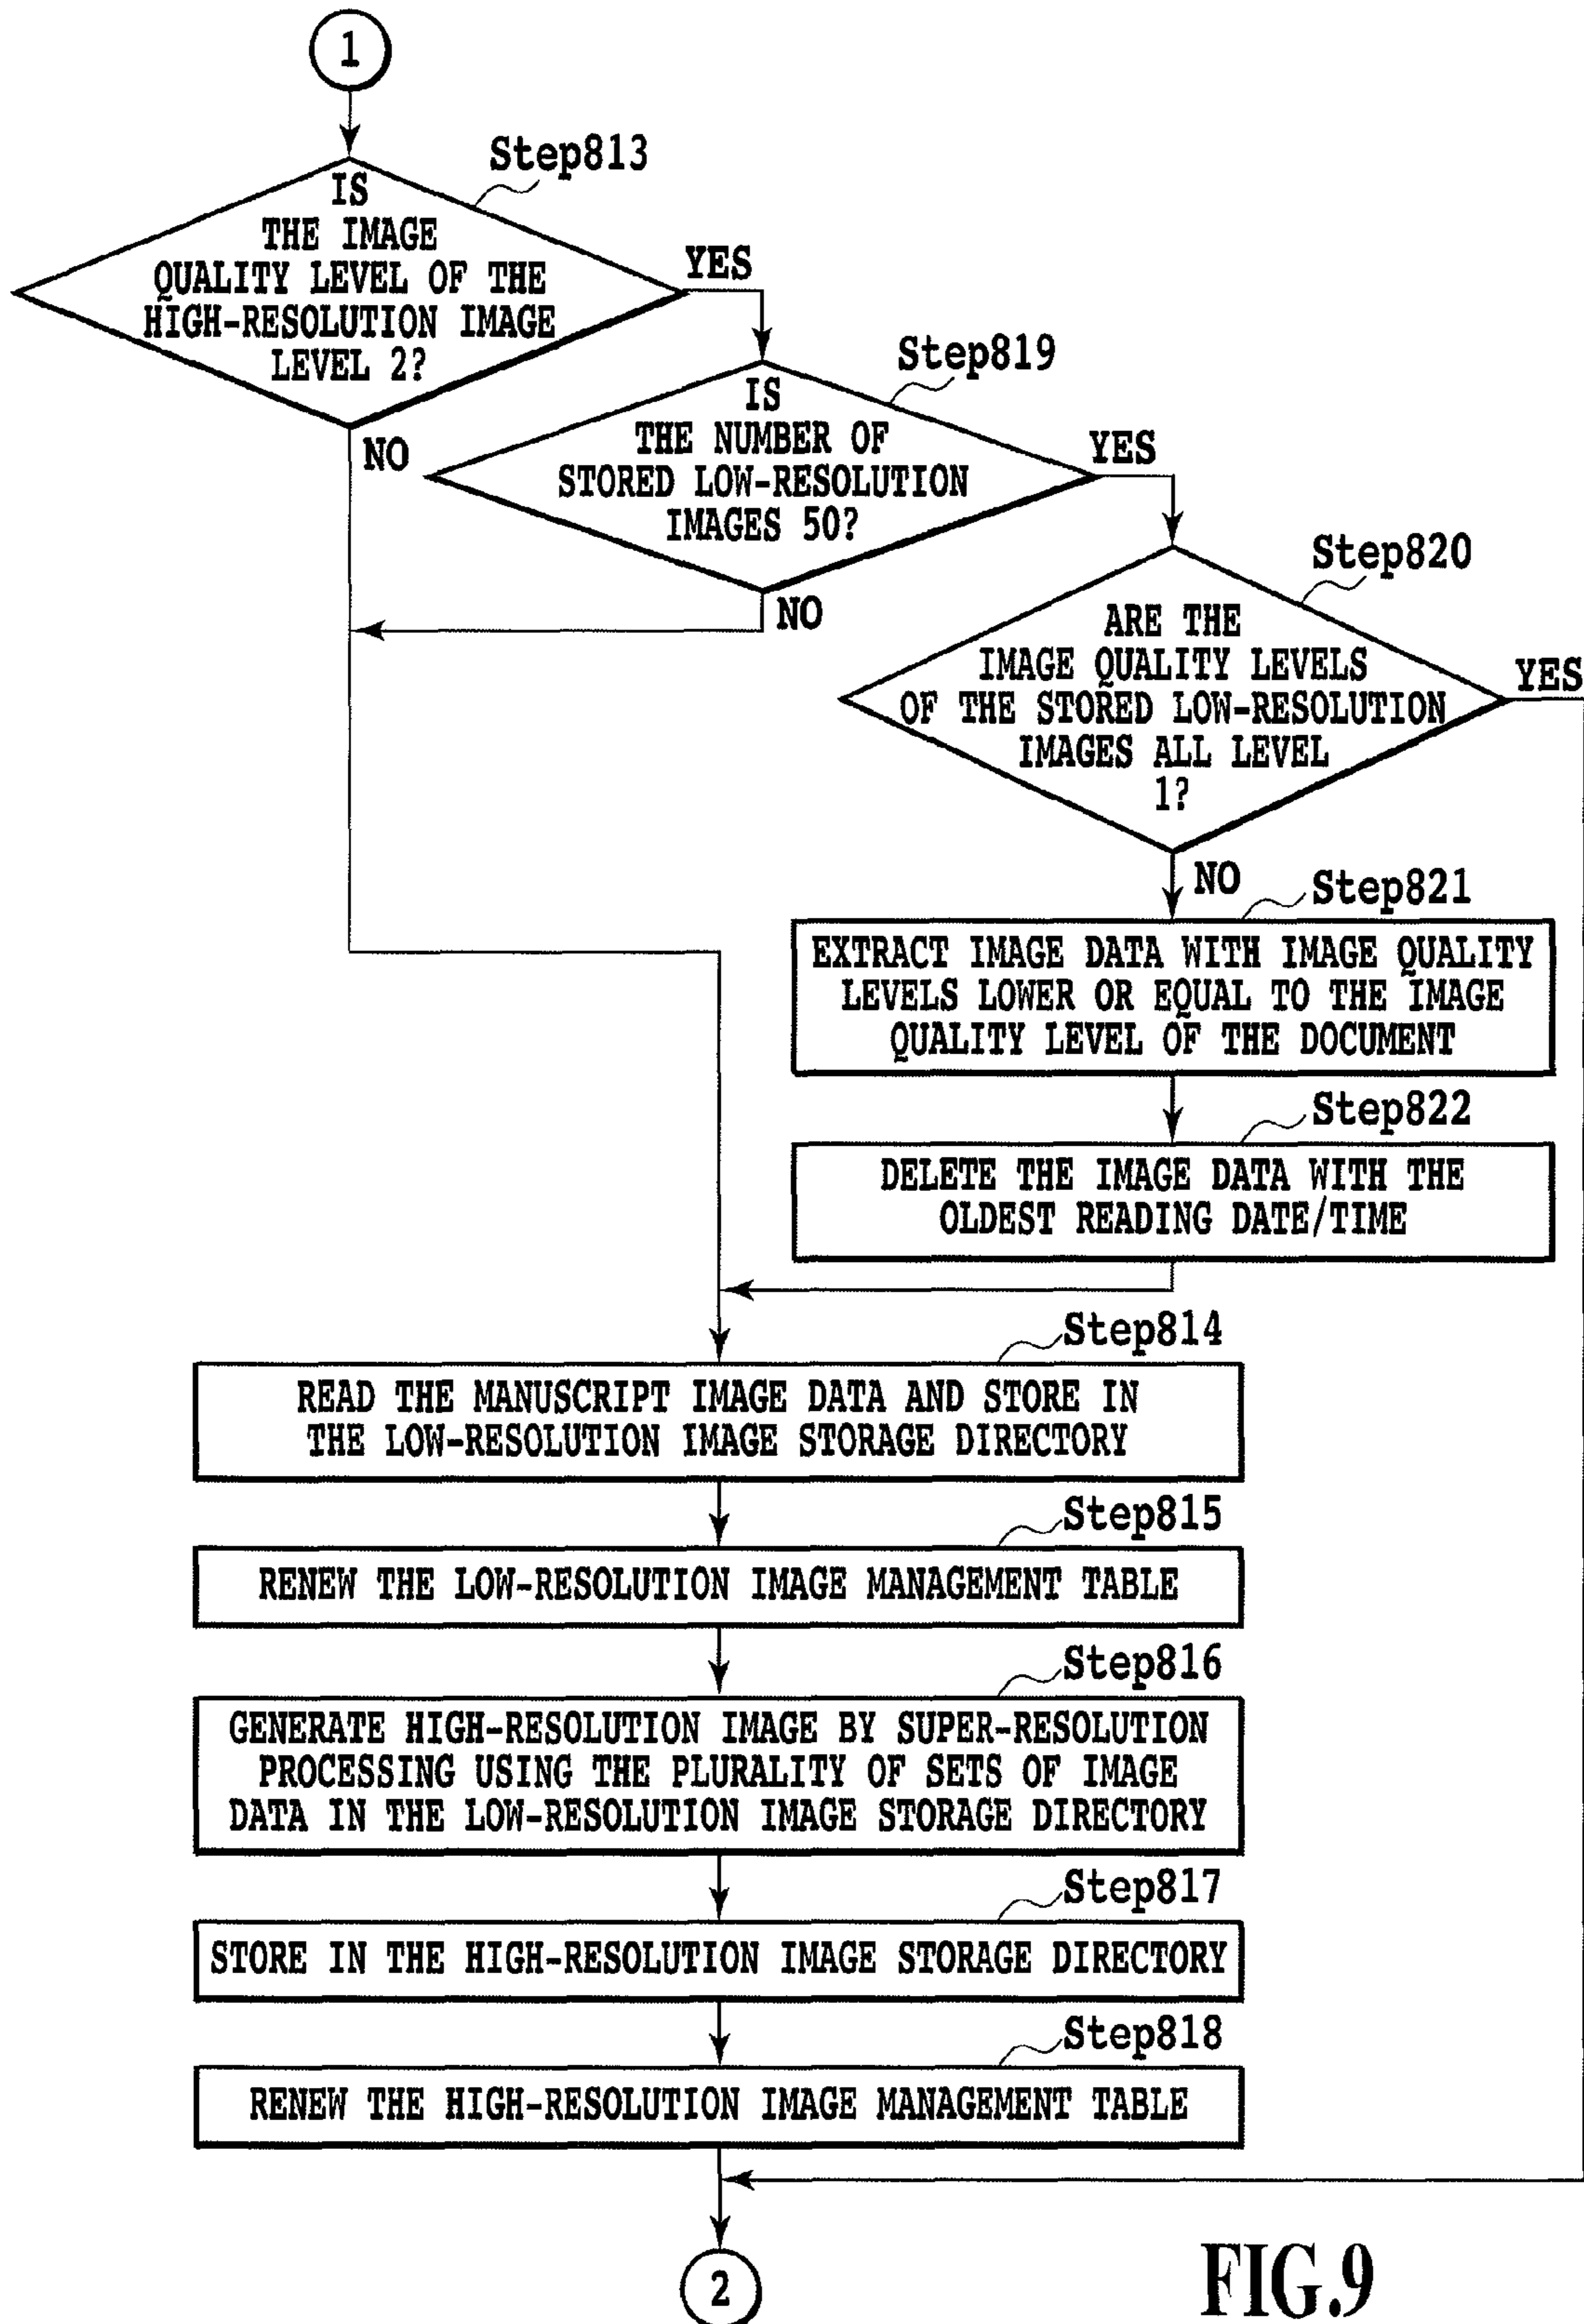 1
Step813
IS
THE IMAGE
QUALITY LEVEL OF THE
HIGH-RESOLUTION IMAGE
LEVEL 2?
YES
NO
Step819
IS
THE NUMBER OF
STORED LOW-RESOLUTION
IMAGES 50?
YES
NO
Step820
ARE THE
IMAGE QUALITY LEVELS
OF THE STORED LOW-RESOLUTION
IMAGES ALL LEVEL
1?
YES
NO
Step821
EXTRACT IMAGE DATA WITH IMAGE QUALITY
LEVELS LOWER OR EQUAL TO THE IMAGE
QUALITY LEVEL OF THE DOCUMENT
Step822
DELETE THE IMAGE DATA WITH THE
OLDEST READING DATE/TIME
Step814
READ THE MANUSCRIPT IMAGE DATA AND STORE IN
THE LOW-RESOLUTION IMAGE STORAGE DIRECTORY
Step815
RENEW THE LOW-RESOLUTION IMAGE MANAGEMENT TABLE
Step816
GENERATE HIGH-RESOLUTION IMAGE BY SUPER-RESOLUTION
PROCESSING USING THE PLURALITY OF SETS OF IMAGE
DATA IN THE LOW-RESOLUTION IMAGE STORAGE DIRECTORY
Step817
STORE IN THE HIGH-RESOLUTION IMAGE STORAGE DIRECTORY
Step818
RENEW THE HIGH-RESOLUTION IMAGE MANAGEMENT TABLE
2
FIG.9